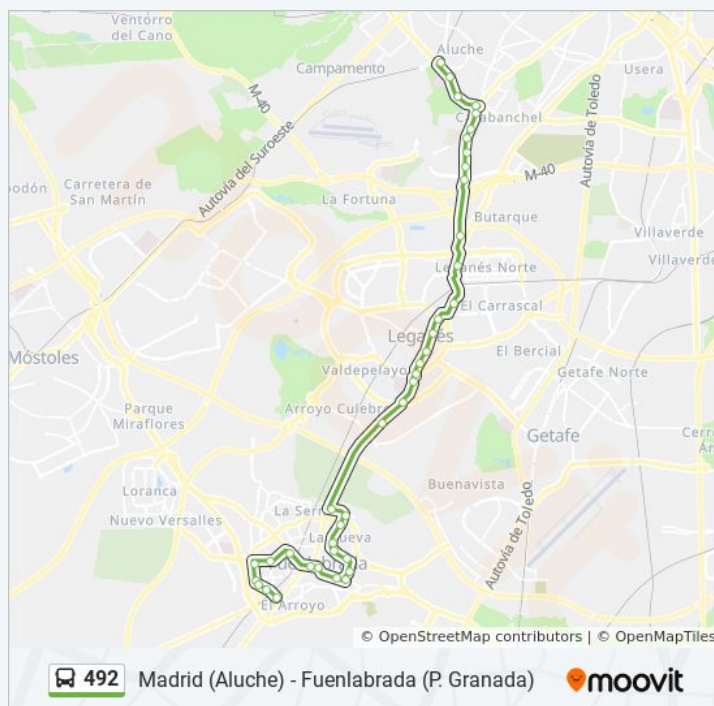 Ventorro
del Cano
Aluche
Campamento
Usera
M-40
Carabanchel
Autovía de Toledo
Autovía del Suroeste
M-40
Carretera de
San Martín
La Fortuna
Butarque
Villaverde
Villaverde
Leganés Norte
El Carrascal
Leganés
Móstoles
El Bercial
Valdepelayo
Getafe Norte
Parque
Miraflores
Arroyo Culebr
Getafe
Cerro
Buenavista
Loranca
Nuevo Versalles
La Serna
La Cueva
Autovía de Toledo
Fuenlabrada
El Arroyo
© OpenStreetMap contributors | © OpenMapTiles
492 Madrid (Aluche) - Fuenlabrada (P. Granada) moovit